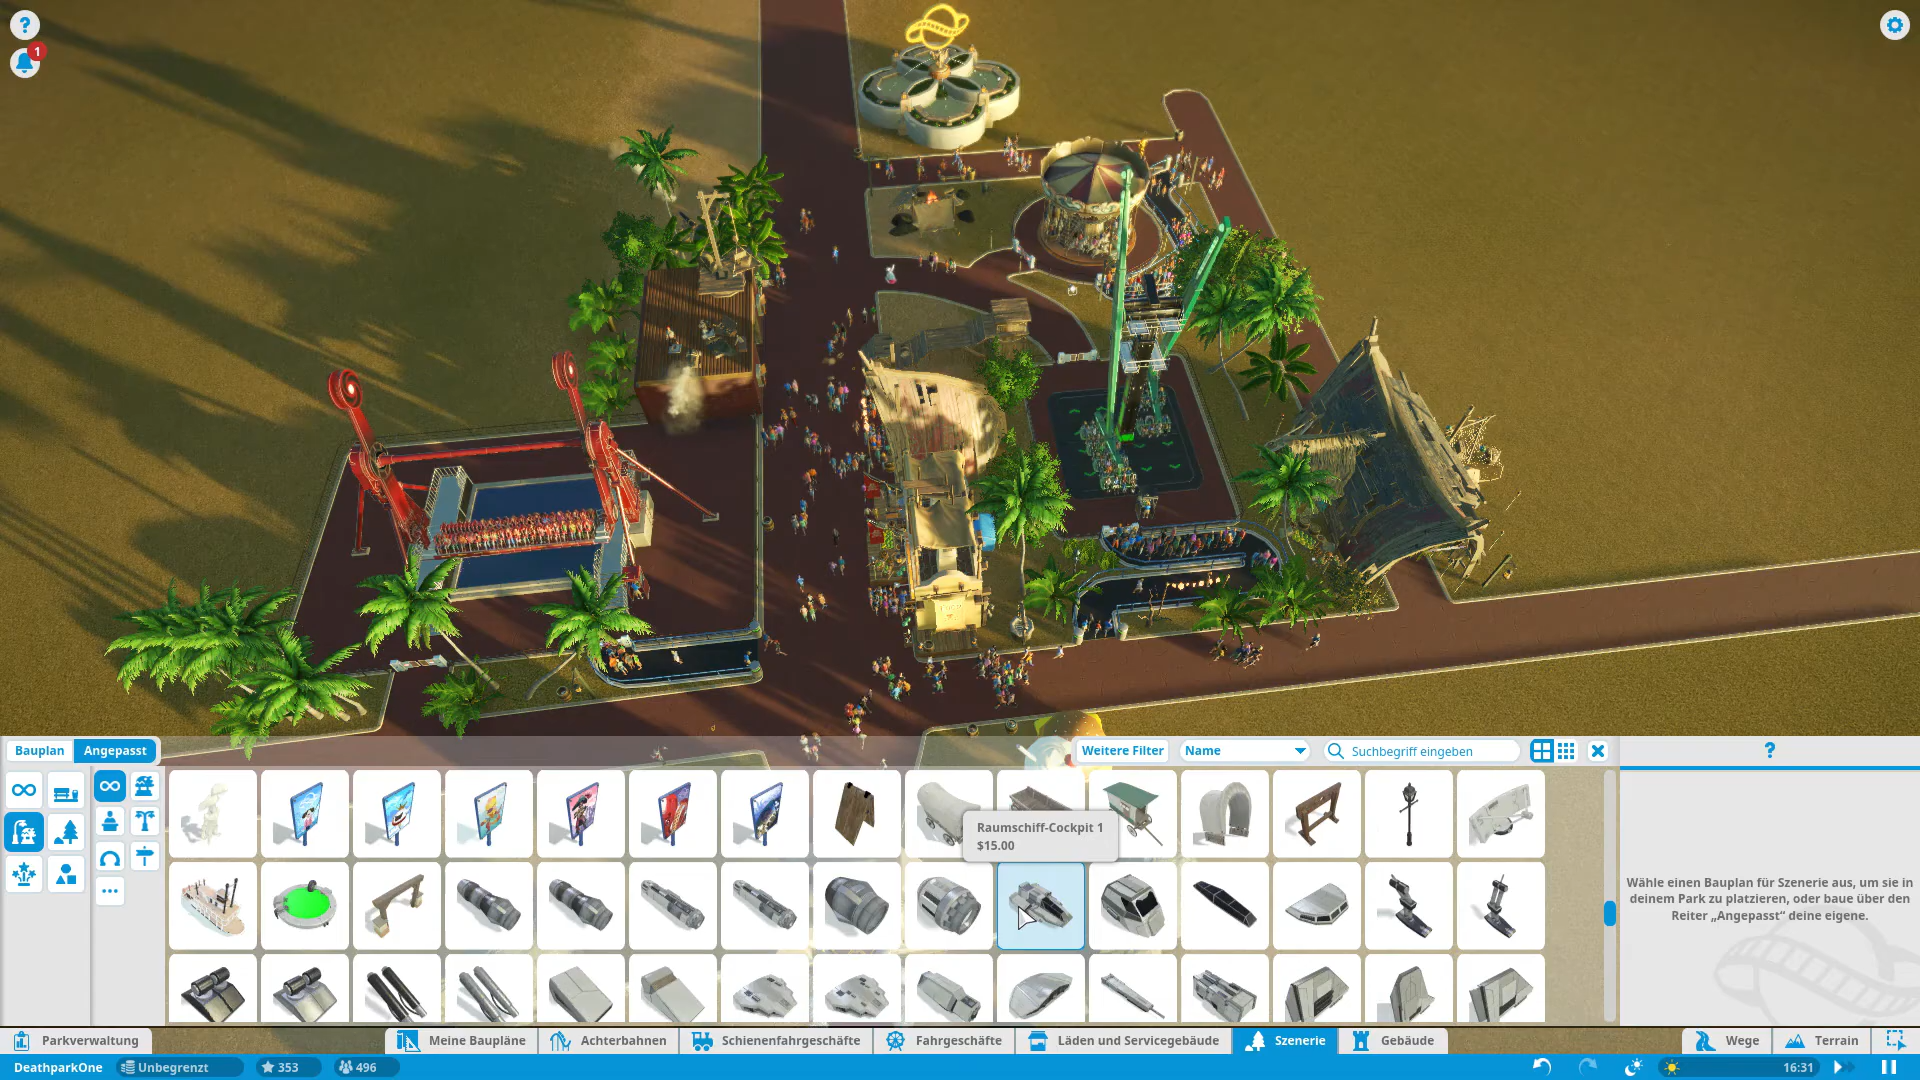 ?
1
Bauplan
Angepasst
Weitere Filter
Name
Suchbegriff eingeben
?
Raumschiff-Cockpit 1
$15.00
Wähle einen Bauplan für Szenerie aus, um sie in
deinem Park zu platzieren, oder baue über den
Reiter „Angepasst“ deine eigene.
Parkverwaltung
Meine Baupläne
Achterbahnen
Schienenfahrgeschäfte
Fahrgeschäfte
Läden und Servicegebäude
Szenerie
Gebäude
Wege
Terrain
DeathparkOne
Unbegrenzt
353
496
16:31